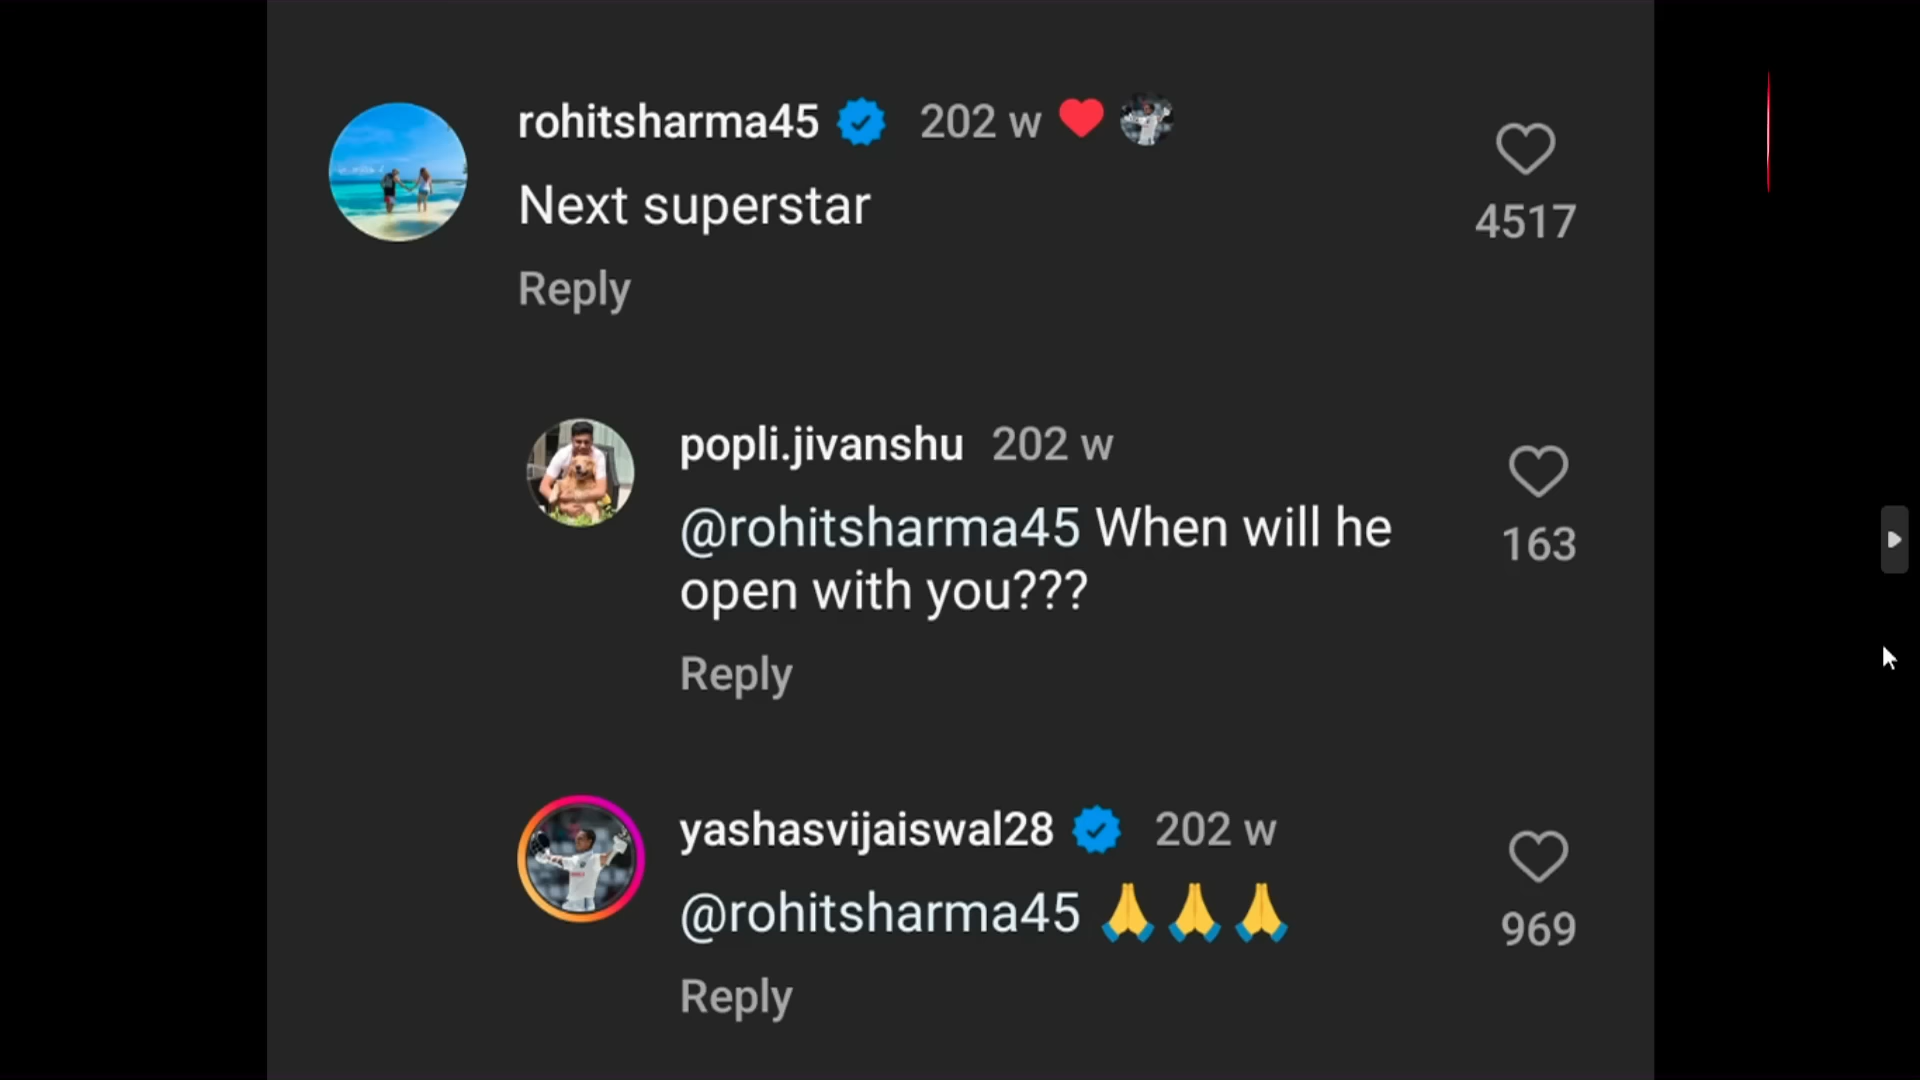 rohitsharma45 202 w ❤️
Next superstar
4517
Reply
popli.jivanshu 202 w
@rohitsharma45 When will he
open with you???
163
Reply
yashasvijaiswal28 202 w
@rohitsharma45 🙏🙏🙏
969
Reply